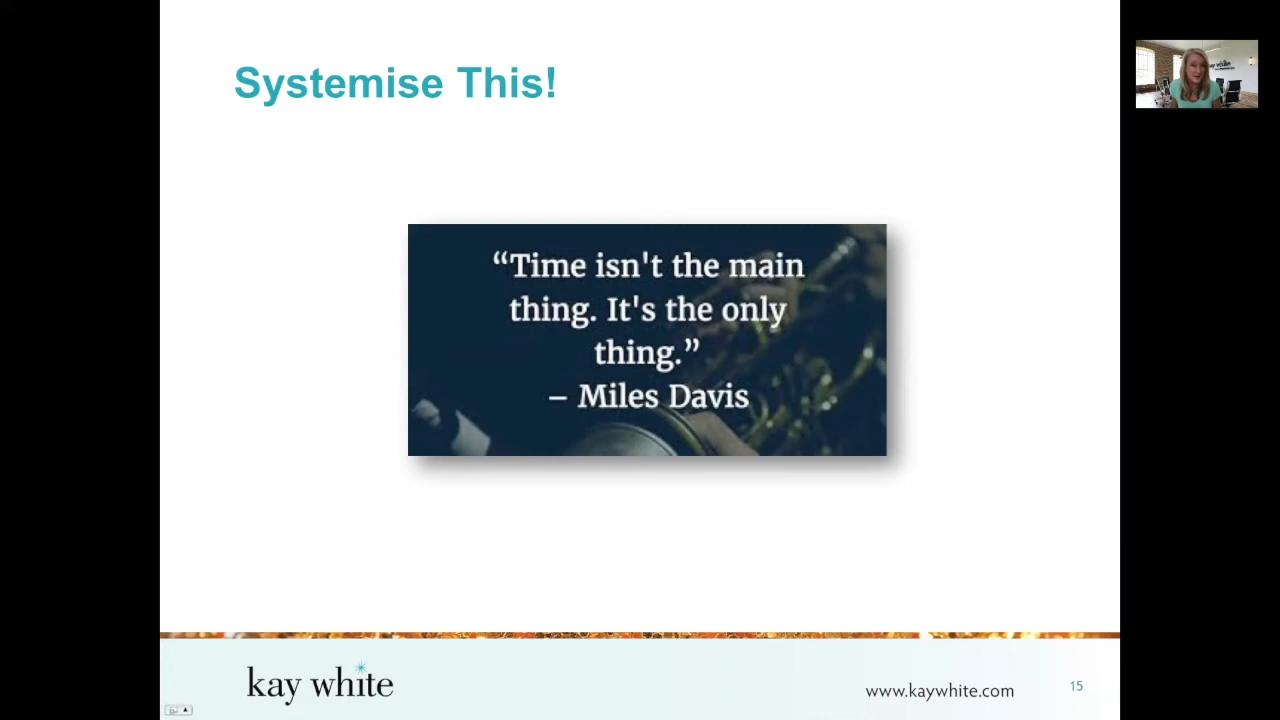 Systemise This!
“Time isn't the main
thing. It's the only
thing.”
– Miles Davis
kay white
www.kaywhite.com
15